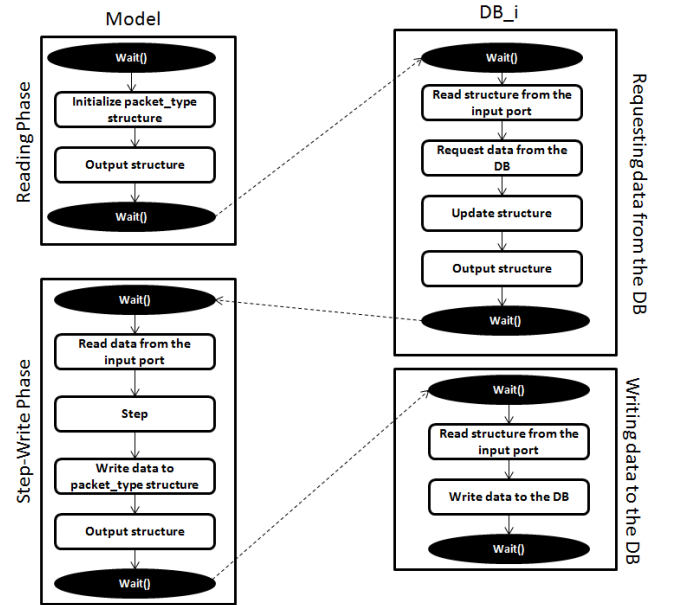 Model
Reading Phase
Wait()
Initialize packet_type
structure
Output structure
Wait()
DB_i
Requesting data from the DB
Wait()
Read structure from the
input port
Request data from the
DB
Update structure
Output structure
Wait()
Step-Write Phase
Wait()
Read data from the
input port
Step
Write data to
packet_type structure
Output structure
Wait()
Writing data to the DB
Wait()
Read structure from the
input port
Write data to the DB
Wait()